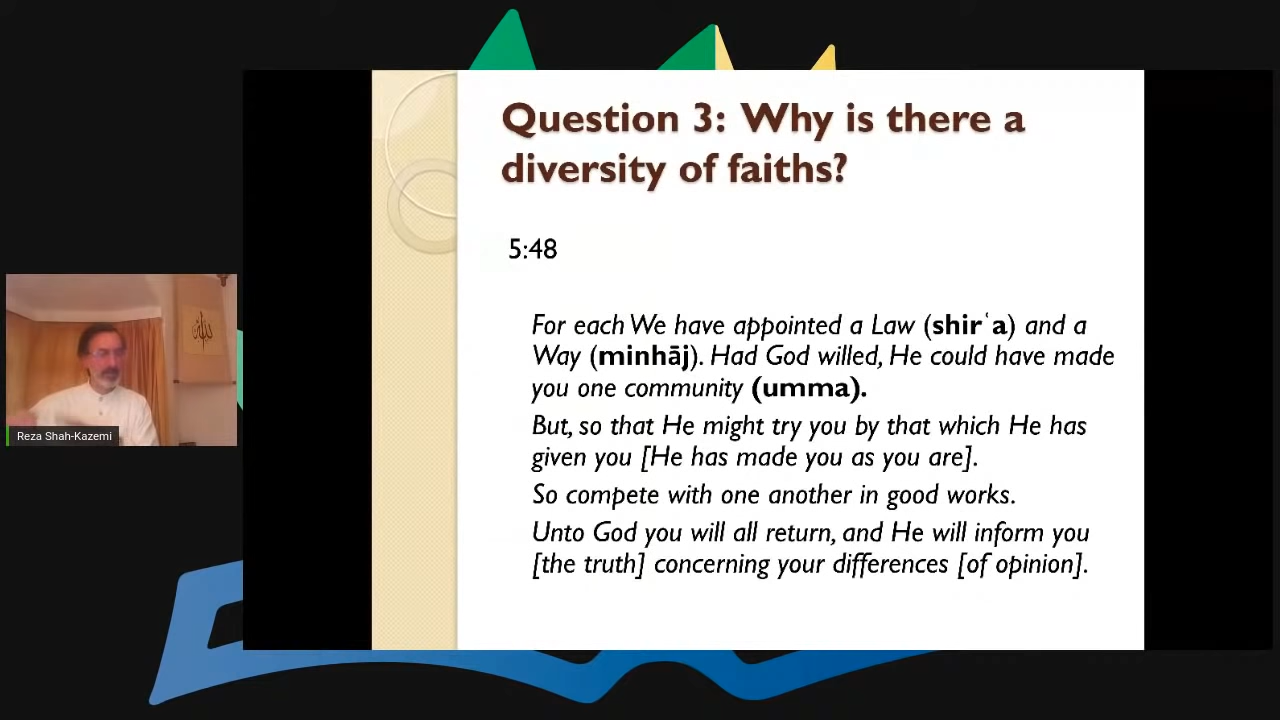 Question 3: Why is there a
diversity of faiths?
5:48
For each We have appointed a Law (shirʿa) and a
Way (minhāj). Had God willed, He could have made
you one community (umma).
But, so that He might try you by that which He has
given you [He has made you as you are].
So compete with one another in good works.
Unto God you will all return, and He will inform you
[the truth] concerning your differences [of opinion].
الله
Reza Shah-Kazemi